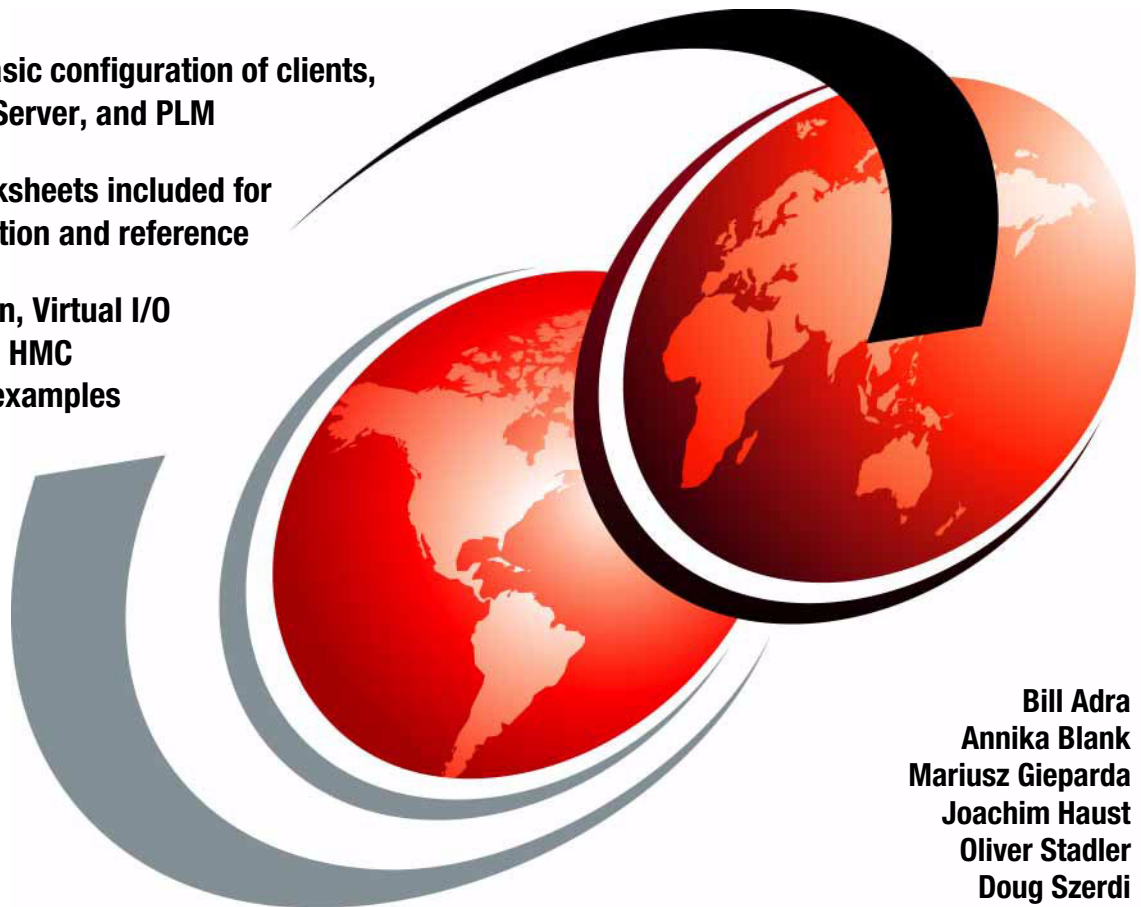 asic configuration of clients,
Server, and PLM
ksheets included for
tion and reference
n, Virtual I/O
HMC
examples
Bill Adra
Annika Blank
Mariusz Gieparda
Joachim Haust
Oliver Stadler
Doug Szerdi